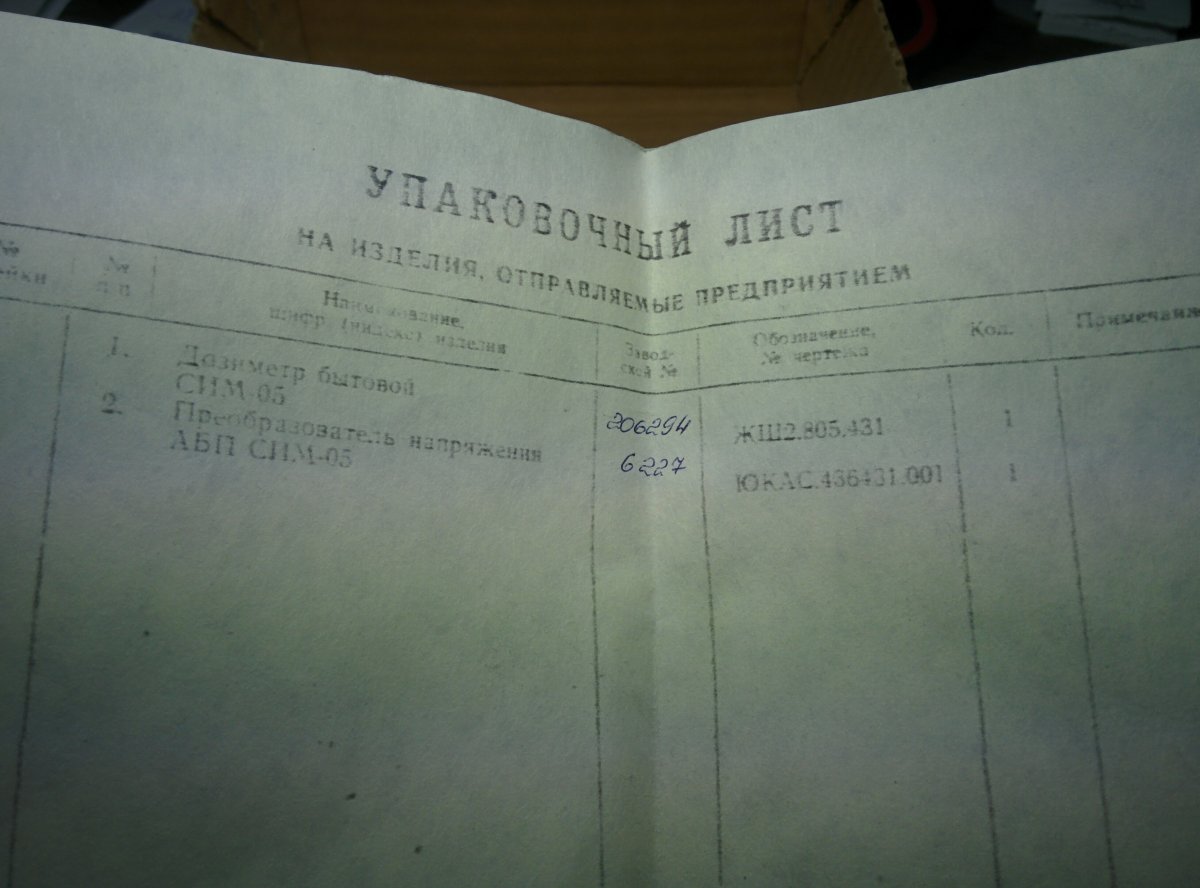 УПАКОВОЧНЫЙ ЛИСТ
НА ИЗДЕЛИЯ, ОТПРАВЛЯЕМЫЕ ПРЕДПРИЯТИЕМ
№
№
п п
Наименование,
шифр (индекс) изделия
Завод-
ской №
Обозначение,
№ чертежа
Кол.
1.
Дозиметр бытовой
СИМ-05
206294
ЖШ2.805.431
1
2.
Преобразователь напряжения
АБП СИМ-05
6227
ЮКАС.436431.001
1